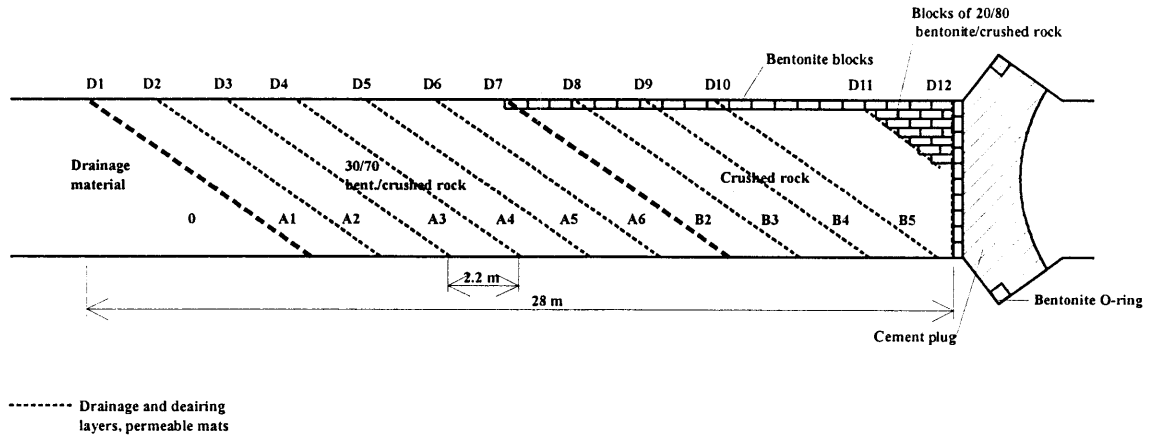 Blocks of 20/80
bentonite/crushed rock
Bentonite blocks
D1 D2 D3 D4 D5 D6 D7 D8 D9 D10 D11 D12
Drainage
material
30/70
bent./crushed rock
Crushed rock
0 A1 A2 A3 A4 A5 A6 B2 B3 B4 B5
2.2 m
28 m
Bentonite O-ring
Cement plug
Drainage and deairing
layers, permeable mats